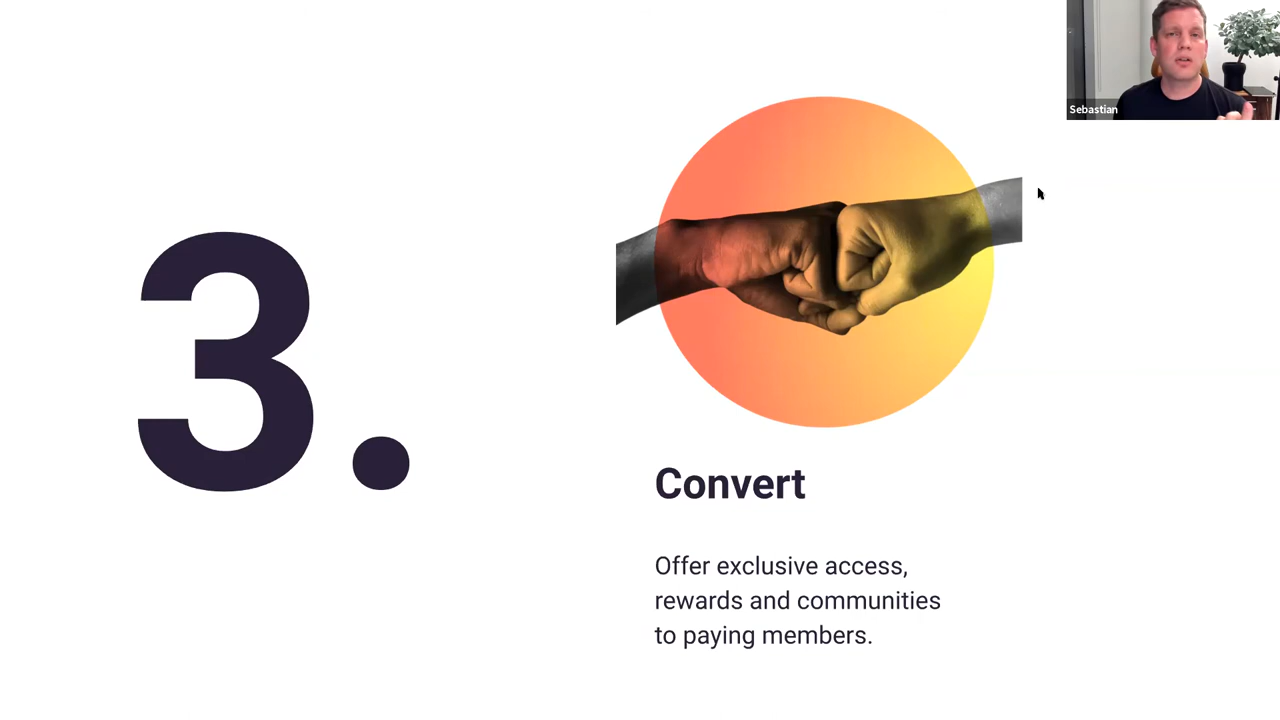 Sebastian
3.
Convert
Offer exclusive access,
rewards and communities
to paying members.